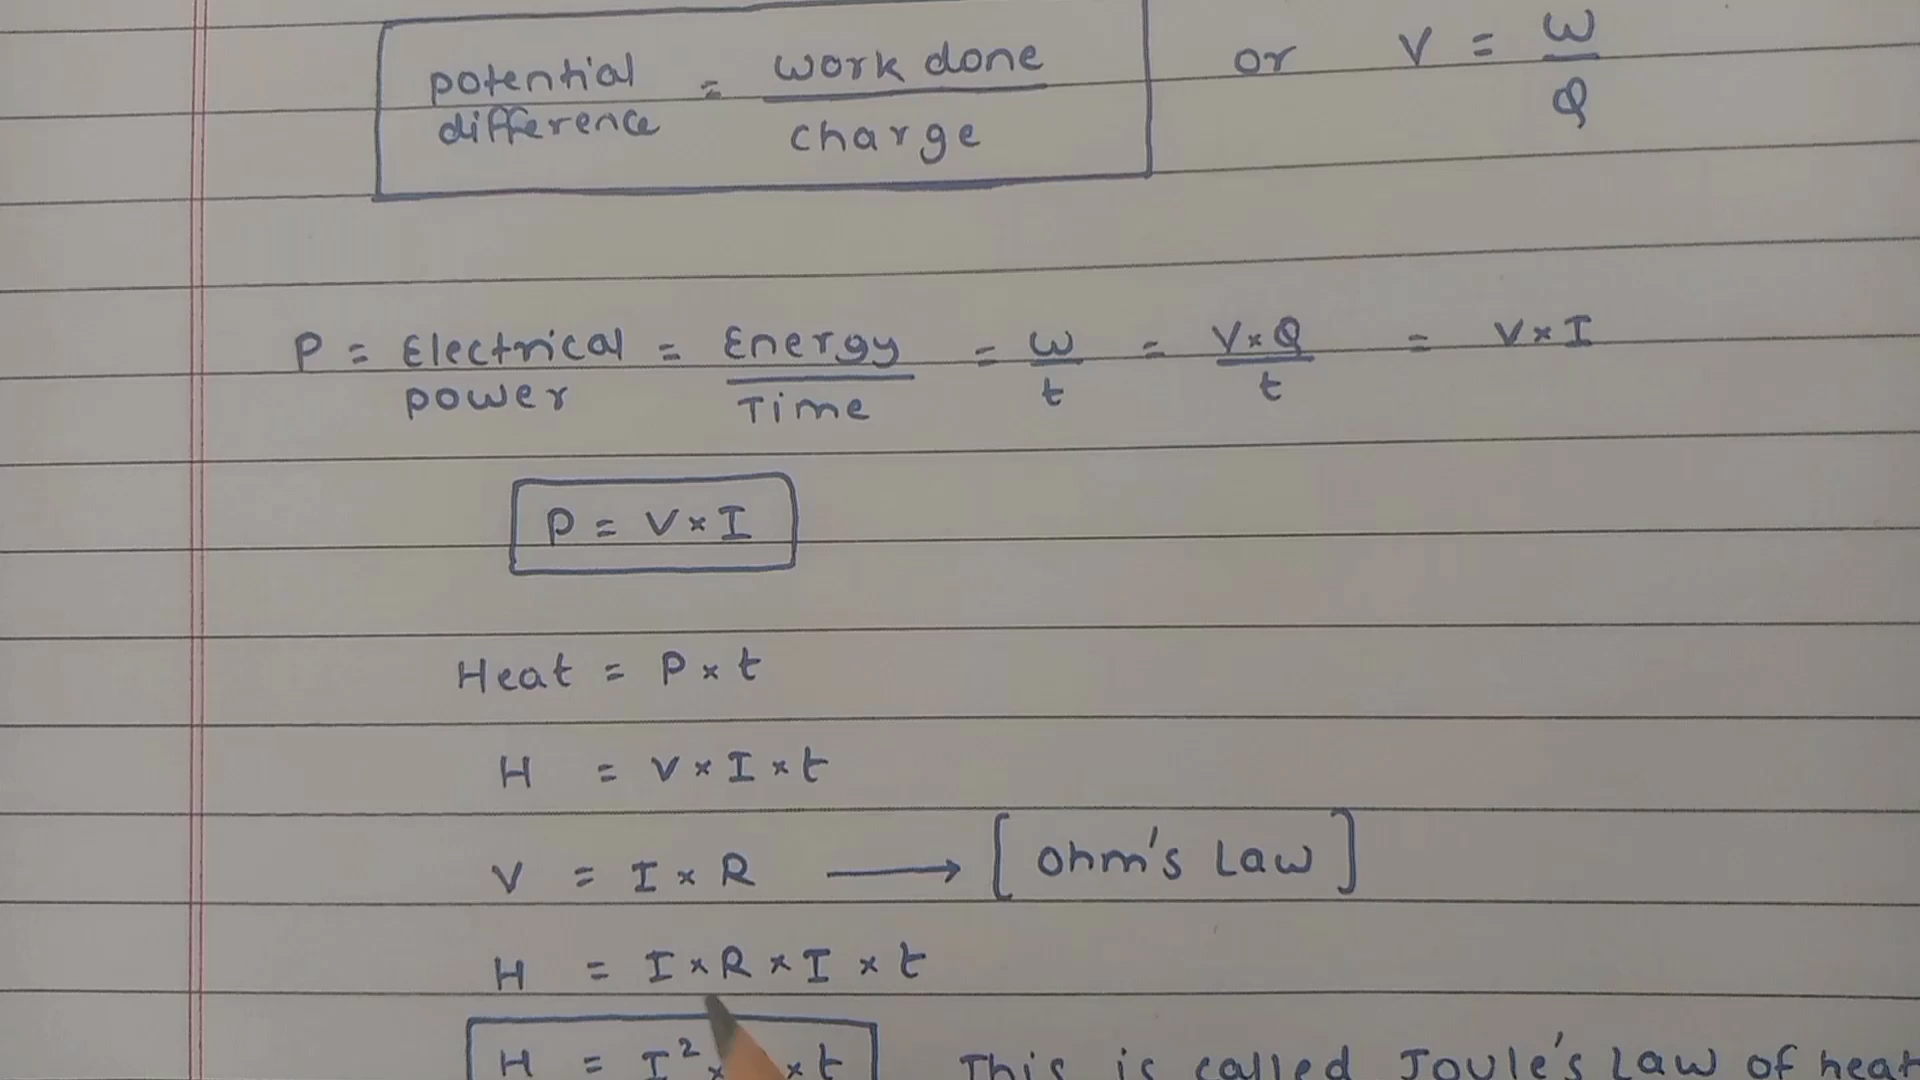 potential difference = work done / charge or V = W / Q
P = Electrical power = Energy / Time = W / t = V × Q / t = V × I
P = V × I
Heat = P × t
H = V × I × t
V = I × R → [ Ohm's Law ]
H = I × R × I × t
H = I² × × t This is called Joule's Law of heat